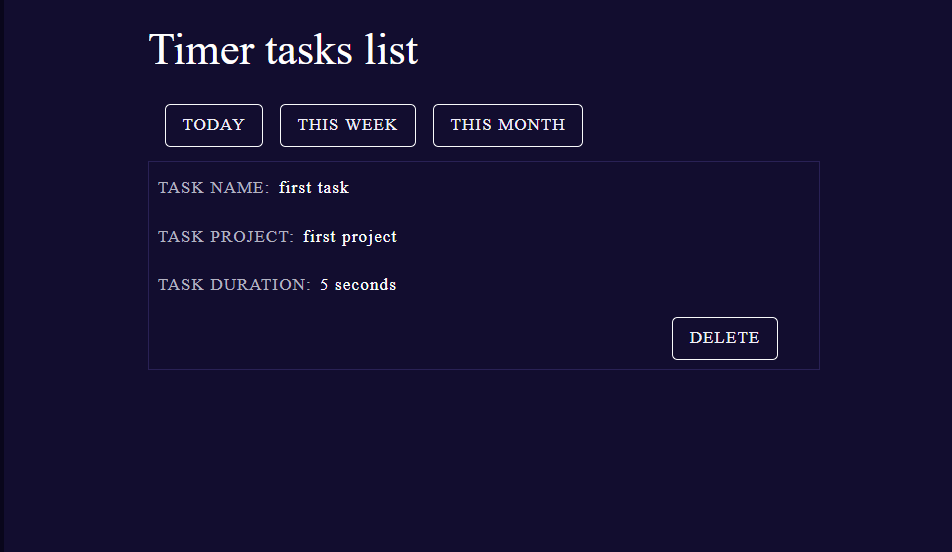 Timer tasks list
TODAY THIS WEEK THIS MONTH
TASK NAME: first task
TASK PROJECT: first project
TASK DURATION: 5 seconds
DELETE